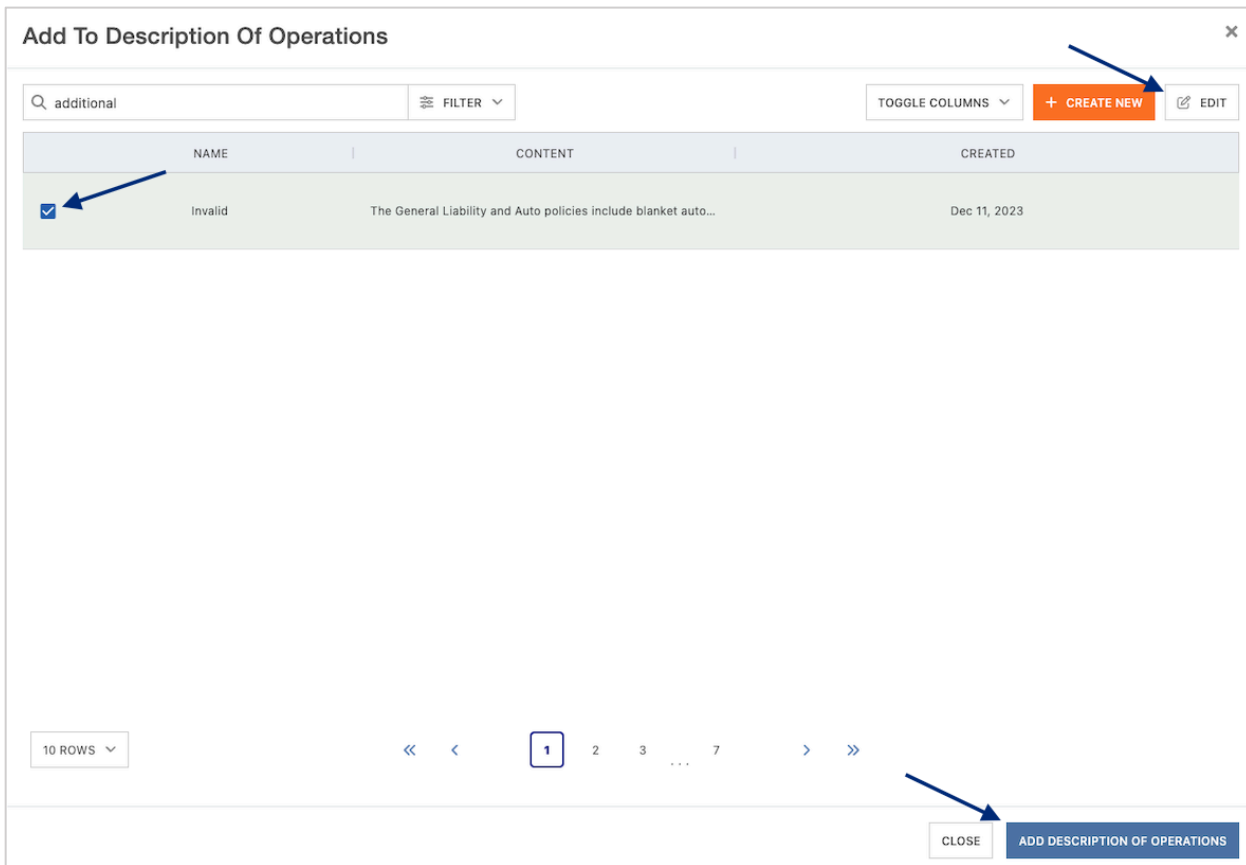 Add To Description Of Operations
additional FILTER TOGGLE COLUMNS + CREATE NEW EDIT
NAME CONTENT CREATED
Invalid The General Liability and Auto policies include blanket auto... Dec 11, 2023
10 ROWS « < 1 2 3 ... 7 > »
CLOSE ADD DESCRIPTION OF OPERATIONS